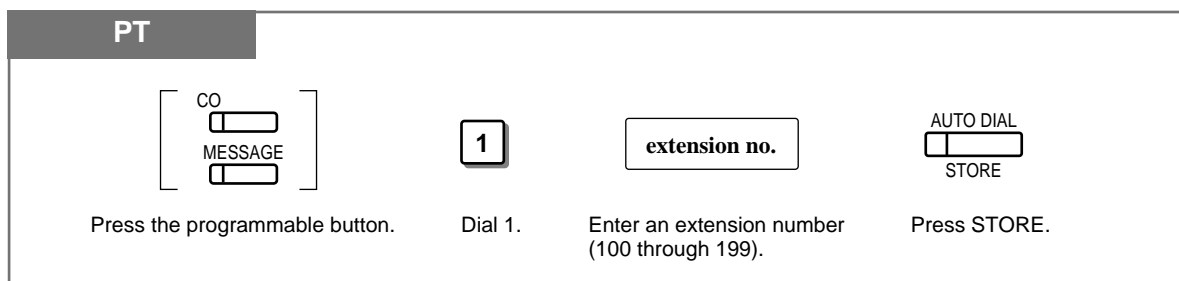 PT
CO
MESSAGE
1
extension no.
AUTO DIAL
STORE
Press the programmable button.
Dial 1.
Enter an extension number
(100 through 199).
Press STORE.